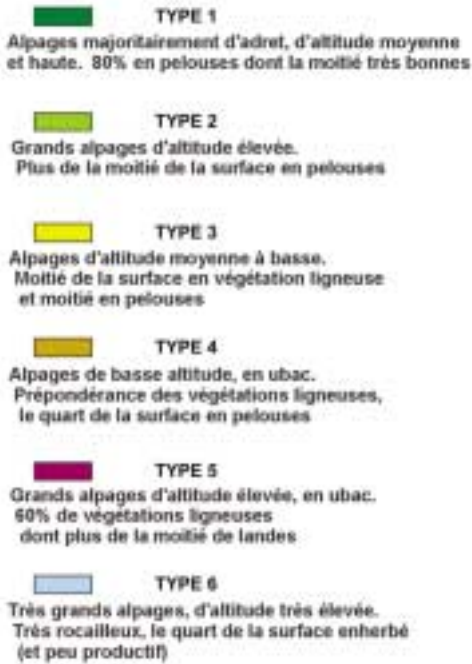 TYPE 1
Alpages majoritairement d'adret, d'altitude moyenne
et haute. 80% en pelouses dont la moitié très bonnes
TYPE 2
Grands alpages d'altitude élevée.
Plus de la moitié de la surface en pelouses
TYPE 3
Alpages d'altitude moyenne à basse.
Moitié de la surface en végétation ligneuse
et moitié en pelouses
TYPE 4
Alpages de basse altitude, en ubac.
Prépondérance des végétations ligneuses,
le quart de la surface en pelouses
TYPE 5
Grands alpages d'altitude élevée, en ubac.
60% de végétations ligneuses
dont plus de la moitié de landes
TYPE 6
Très grands alpages, d'altitude très élevée.
Très rocailleux, le quart de la surface enherbé
(et peu productif)